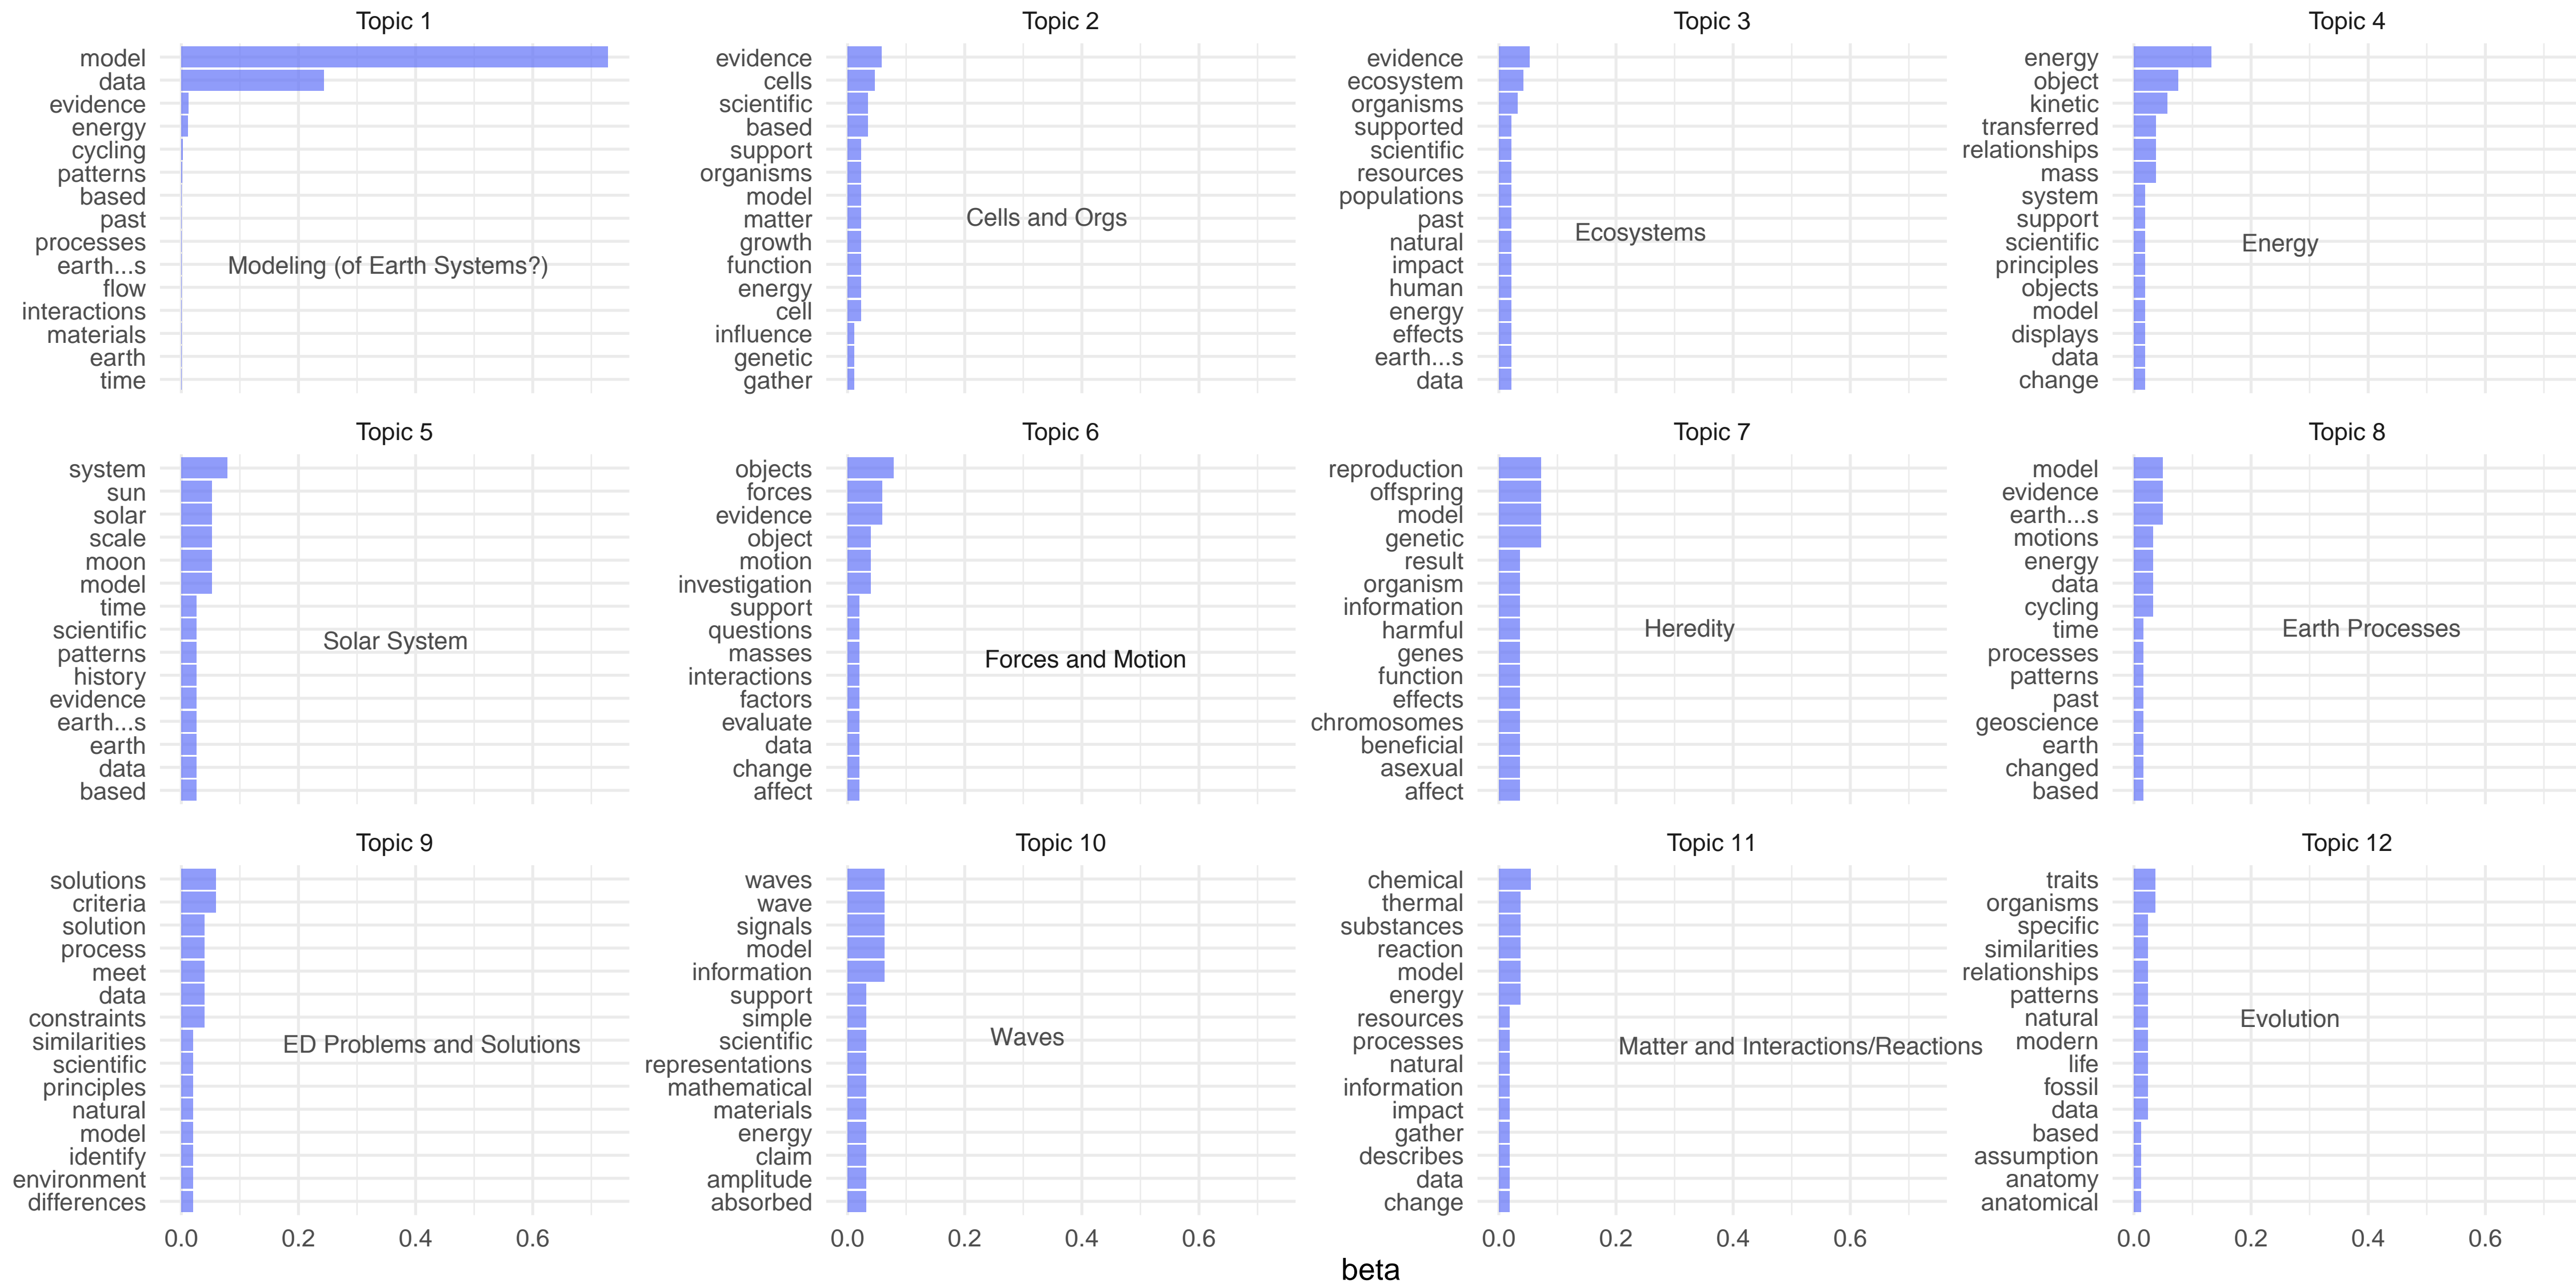 Topic 1
model
data
evidence
energy
cycling
patterns
based
past
processes
earth...s
flow
interactions
materials
earth
time
Modeling (of Earth Systems?)
Topic 2
evidence
cells
scientific
based
support
organisms
model
matter
growth
function
energy
cell
influence
genetic
gather
Cells and Orgs
Topic 3
evidence
ecosystem
organisms
supported
scientific
resources
populations
past
natural
impact
human
energy
effects
earth...s
data
Ecosystems
Topic 4
energy
object
kinetic
transferred
relationships
mass
system
support
scientific
principles
objects
model
displays
data
change
Energy
Topic 5
system
sun
solar
scale
moon
model
time
scientific
patterns
history
evidence
earth...s
earth
data
based
Solar System
Topic 6
objects
forces
evidence
object
motion
investigation
support
questions
masses
interactions
factors
evaluate
data
change
affect
Forces and Motion
Topic 7
reproduction
offspring
model
genetic
result
organism
information
harmful
genes
function
effects
chromosomes
beneficial
asexual
affect
Heredity
Topic 8
model
evidence
earth...s
motions
energy
data
cycling
time
processes
patterns
past
geoscience
earth
changed
based
Earth Processes
Topic 9
solutions
criteria
solution
process
meet
data
constraints
similarities
scientific
principles
natural
model
identify
environment
differences
ED Problems and Solutions
0.0 0.2 0.4 0.6
Topic 10
waves
wave
signals
model
information
support
simple
scientific
representations
mathematical
materials
energy
claim
amplitude
absorbed
Waves
0.0 0.2 0.4 0.6
Topic 11
chemical
thermal
substances
reaction
model
energy
resources
processes
natural
information
impact
gather
describes
data
change
Matter and Interactions/Reactions
0.0 0.2 0.4 0.6
Topic 12
traits
organisms
specific
similarities
relationships
patterns
natural
modern
life
fossil
data
based
assumption
anatomy
anatomical
Evolution
0.0 0.2 0.4 0.6
beta